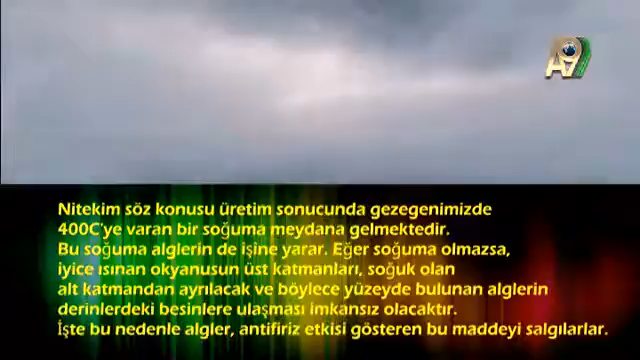 A9
Nitekim söz konusu üretim sonucunda gezegenimizde
400C'ye varan bir soğuma meydana gelmektedir.
Bu soğuma alglerin de işine yarar. Eğer soğuma olmazsa,
iyice ısınan okyanusun üst katmanları, soğuk olan
alt katmandan ayrılacak ve böylece yüzeyde bulunan alglerin
derinlerdeki besinlere ulaşması imkansız olacaktır.
İşte bu nedenle algler, antifiriz etkisi gösteren bu maddeyi salgılarlar.